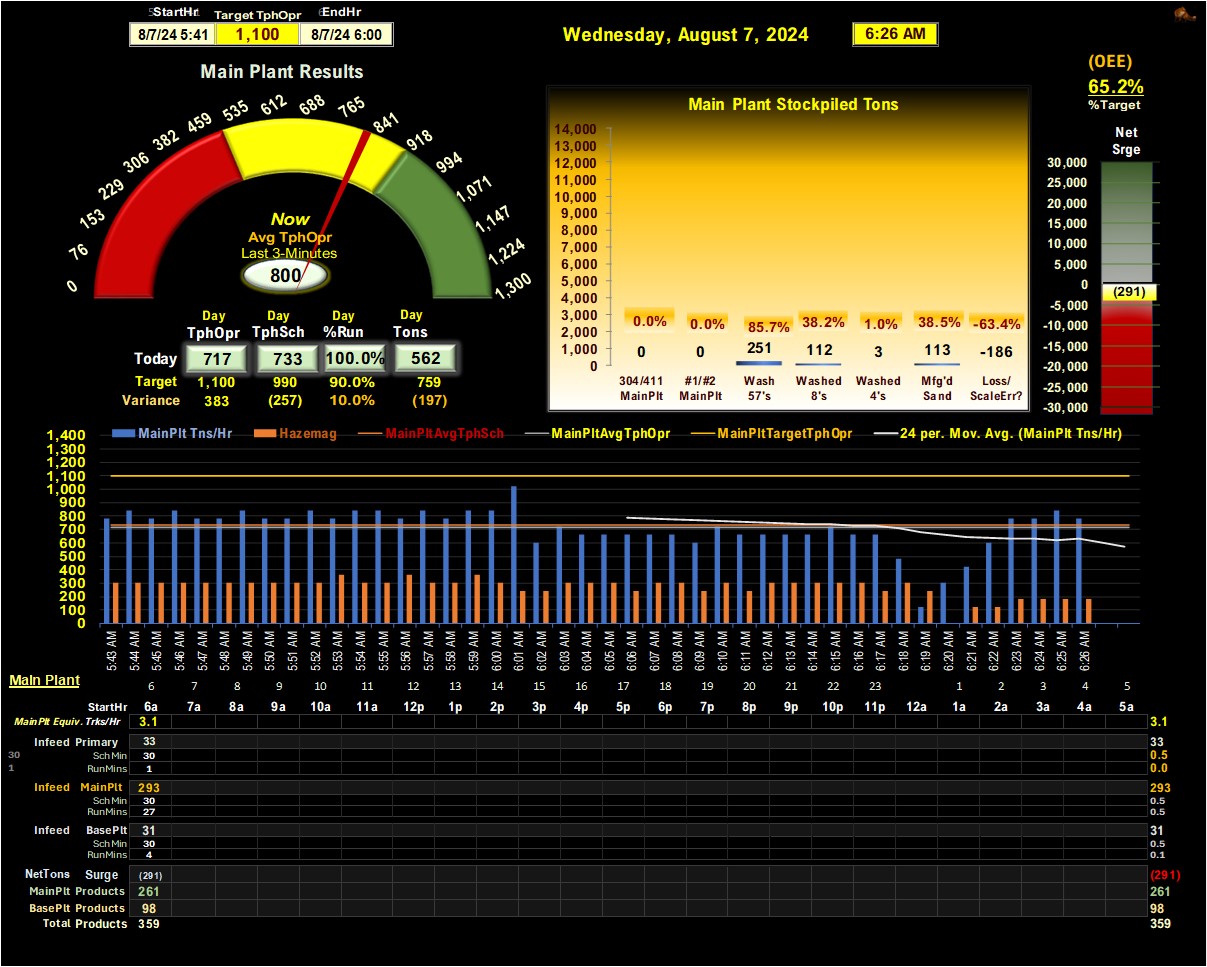 StartHr Target TphOpr EndHr
8/7/24 5:41 1,100 8/7/24 6:00
Wednesday, August 7, 2024 6:26 AM
(OEE)
65.2%
%Target
Main Plant Results
0 76 153 229 306 382 459 535 612 688 765 841 918 994 1,071 1,147 1,224 1,300
Now
Avg TphOpr
Last 3-Minutes
800
Day Day Day Day
TphOpr TphSch %Run Tons
Today 717 733 100.0% 562
Target 1,100 990 90.0% 759
Variance 383 (257) 10.0% (197)
Main Plant Stockpiled Tons
14,000
13,000
12,000
11,000
10,000
9,000
8,000
7,000
6,000
5,000
4,000
3,000
2,000
1,000
0
0.0% 0.0% 85.7% 38.2% 1.0% 38.5% -63.4%
0 0 251 112 3 113 -186
304/411 #1/#2 Wash Washed Washed Mfg'd Loss/
MainPlt MainPlt 57's 8's 4's Sand ScaleErr?
Net
Srge
30,000
25,000
20,000
15,000
10,000
5,000
0
(291)
-5,000
-10,000
-15,000
-20,000
-25,000
-30,000
MainPlt Tns/Hr Hazemag MainPltAvgTphSch MainPltAvgTphOpr MainPltTargetTphOpr 24 per. Mov. Avg. (MainPlt Tns/Hr)
1,400
1,300
1,200
1,100
1,000
900
800
700
600
500
400
300
200
100
0
5:43 AM 5:44 AM 5:45 AM 5:46 AM 5:47 AM 5:48 AM 5:49 AM 5:50 AM 5:51 AM 5:52 AM 5:53 AM 5:54 AM 5:55 AM 5:56 AM 5:57 AM 5:58 AM 5:59 AM 6:00 AM 6:01 AM 6:02 AM 6:03 AM 6:04 AM 6:05 AM 6:06 AM 6:07 AM 6:08 AM 6:09 AM 6:10 AM 6:11 AM 6:12 AM 6:13 AM 6:14 AM 6:15 AM 6:16 AM 6:17 AM 6:18 AM 6:19 AM 6:20 AM 6:21 AM 6:22 AM 6:23 AM 6:24 AM 6:25 AM 6:26 AM
Main Plant
6 7 8 9 10 11 12 13 14 15 16 17 18 19 20 21 22 23 1 2 3 4 5
StartHr 6a 7a 8a 9a 10a 11a 12p 1p 2p 3p 4p 5p 6p 7p 8p 9p 10p 11p 12a 1a 2a 3a 4a 5a
MainPlt Equiv. Trks/Hr 3.1 3.1
Infeed Primary 33 33
30 Sch Min 30 0.5
1 RunMins 1 0.0
Infeed MainPlt 293 293
Sch Min 30 0.5
RunMins 27 0.5
Infeed BasePlt 31 31
Sch Min 30 0.5
RunMins 4 0.1
NetTons Surge (291) (291)
MainPlt Products 261 261
BasePlt Products 98 98
Total Products 359 359